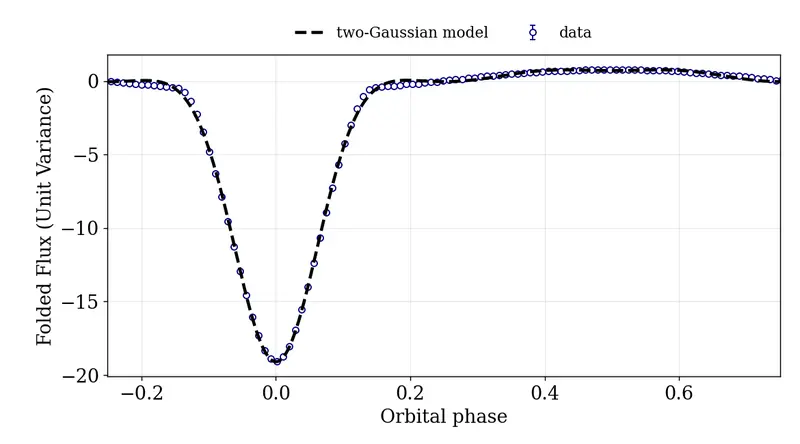 two-Gaussian model
data
Folded Flux (Unit Variance)
0
−5
−10
−15
−20
−0.2
0.0
0.2
0.4
0.6
Orbital phase